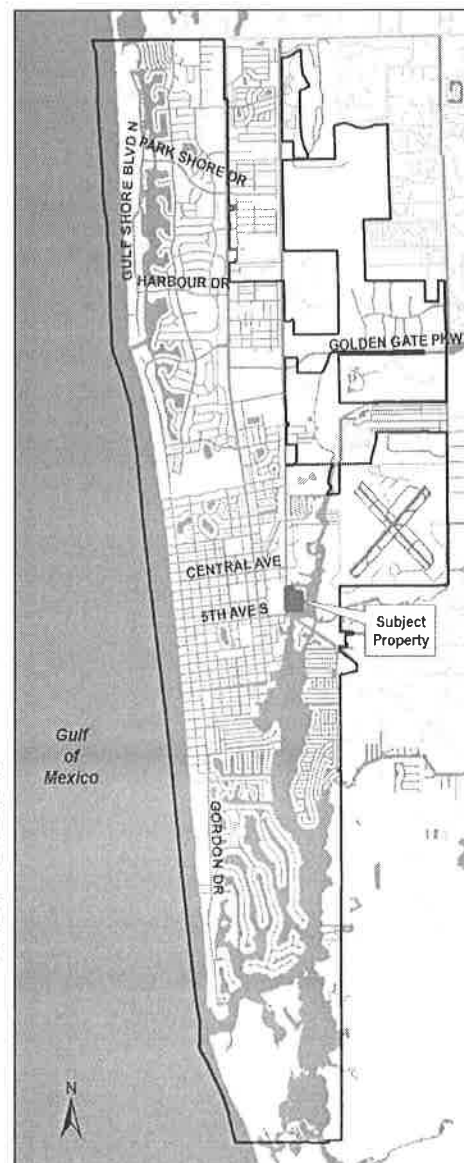 GULF SHORE BLVD N
PARK SHORE DR
HARBOUR DR
GOLDEN GATE PKW
CENTRAL AVE
5TH AVE S
Subject
Property
Gulf
of
Mexico
GORDON DR
N